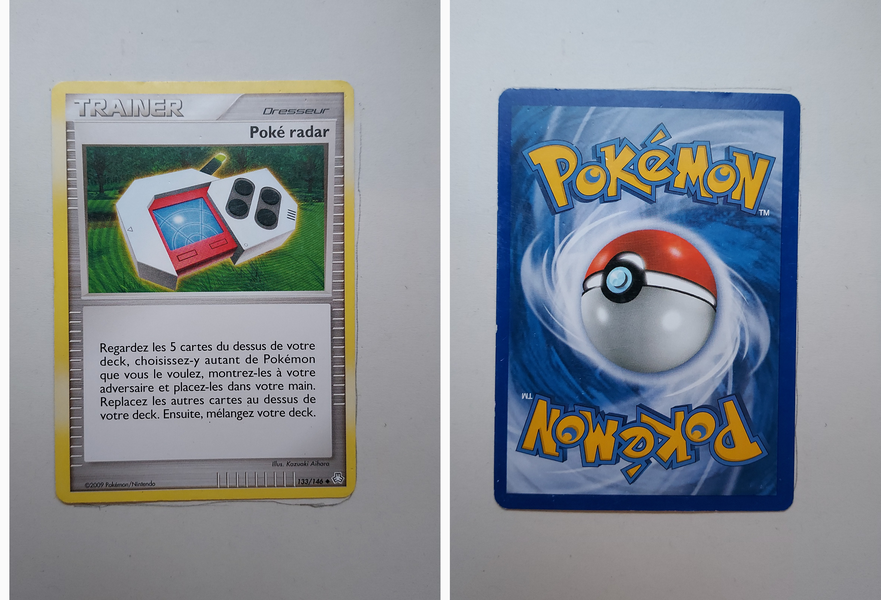 TRAINER
Dresseur
Poké radar
Regardez les 5 cartes du dessus de votre
deck, choisissez-y autant de Pokémon
que vous le voulez, montrez-les à votre
adversaire et placez-les dans votre main.
Replacez les autres cartes au dessus de
votre deck. Ensuite, mélangez votre deck.
Illus. Kazuaki Aihara
©2009 Pokémon/Nintendo
133/146
POKéMON
TM
POKéMON
TM